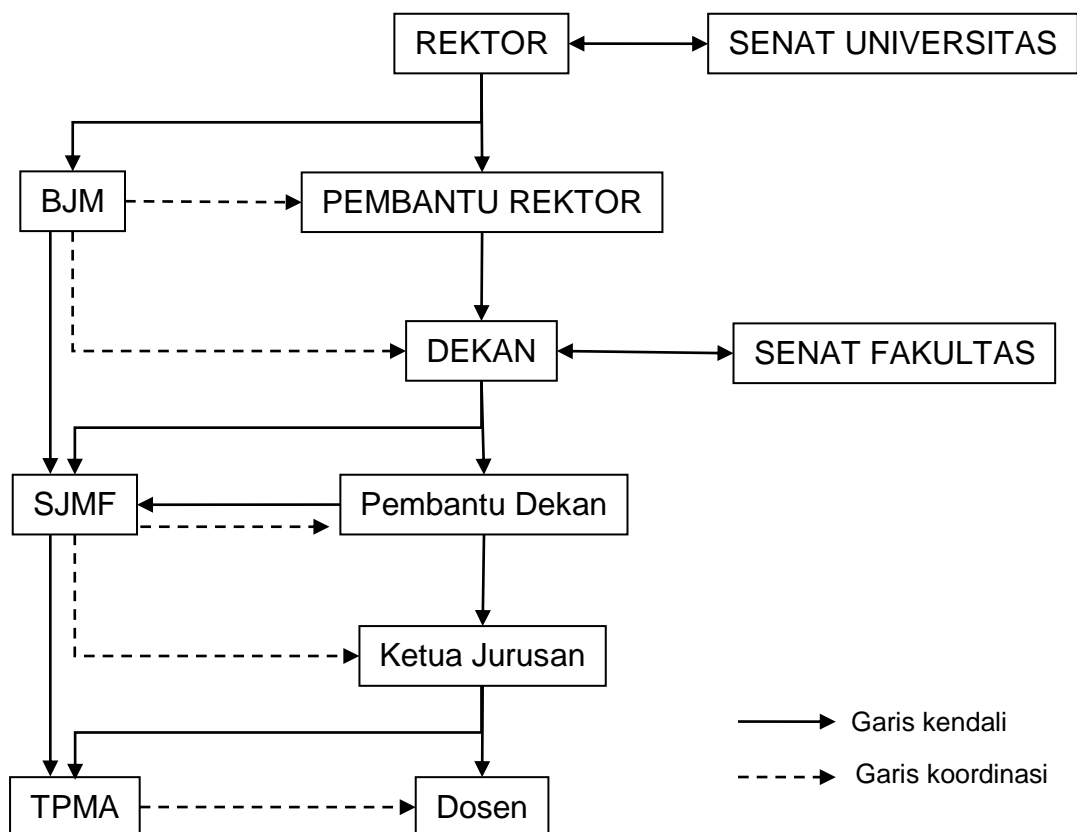 REKTOR
SENAT UNIVERSITAS
BJM
PEMBANTU REKTOR
DEKAN
SENAT FAKULTAS
SJMF
Pembantu Dekan
Ketua Jurusan
Garis kendali
Garis koordinasi
TPMA
Dosen